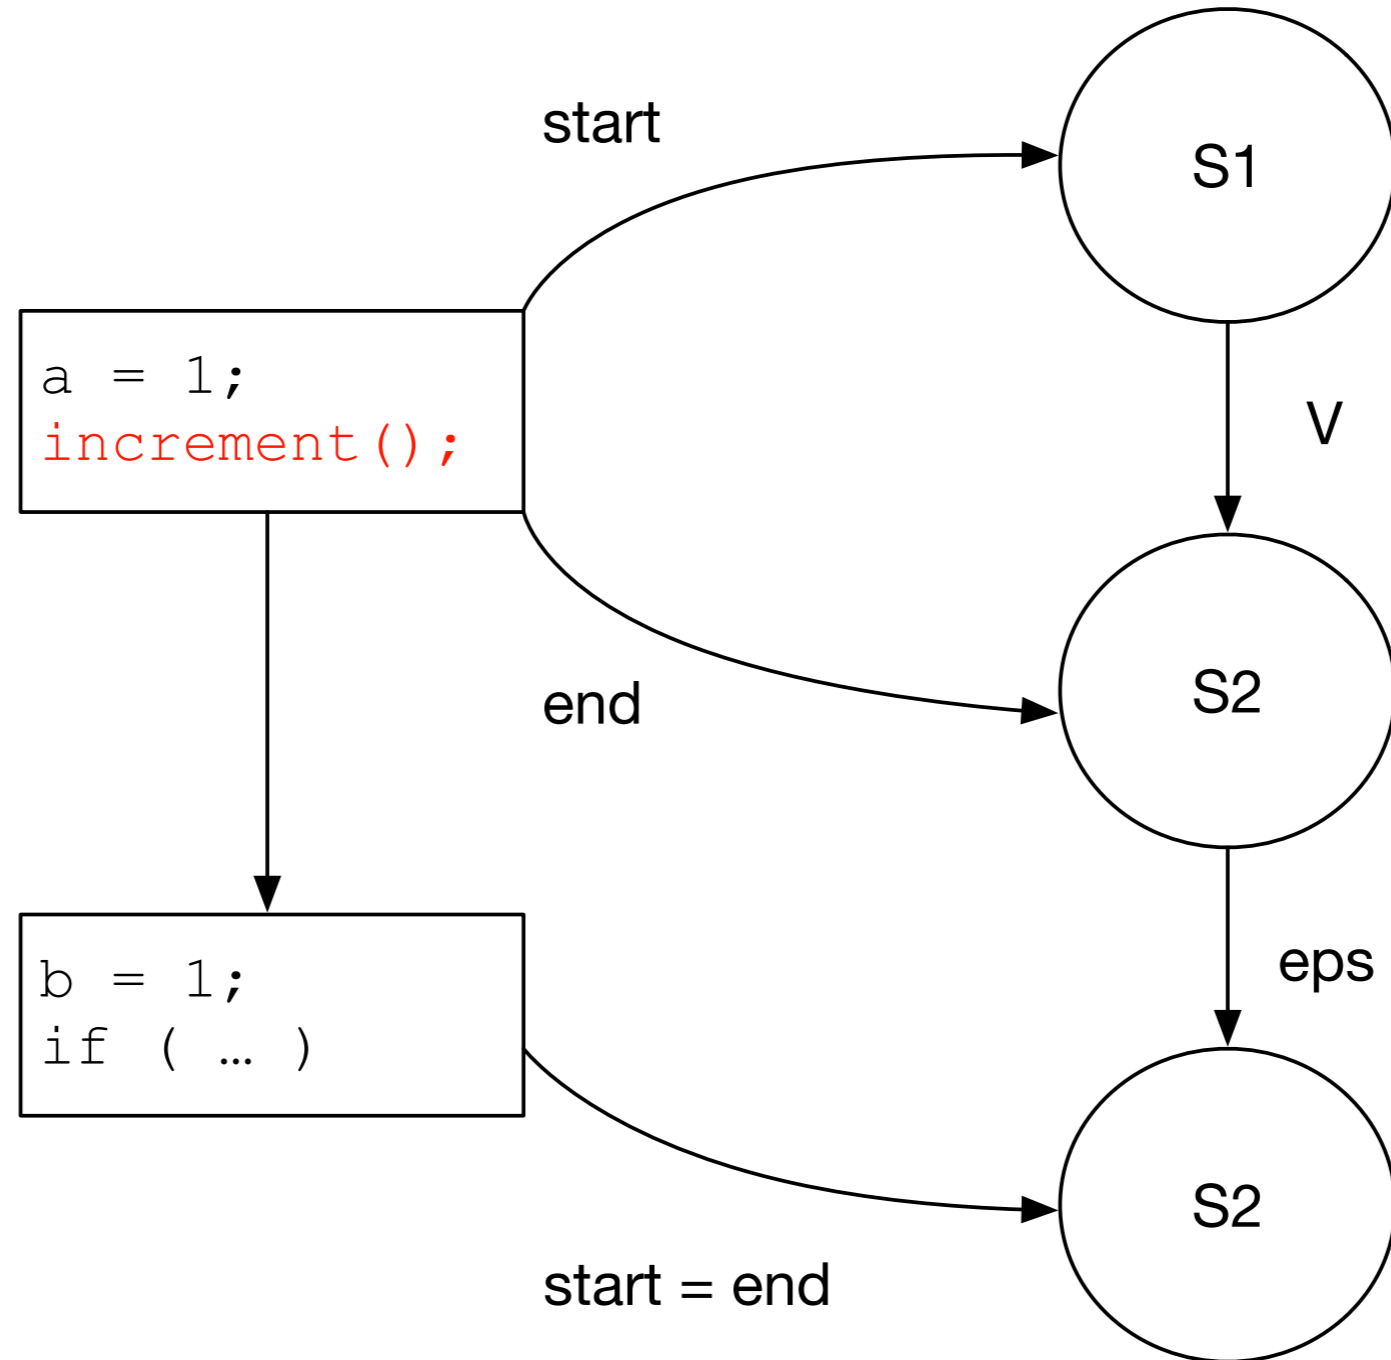 start
S1
a = 1;
increment();
V
end
S2
b = 1;
if ( … )
eps
S2
start = end